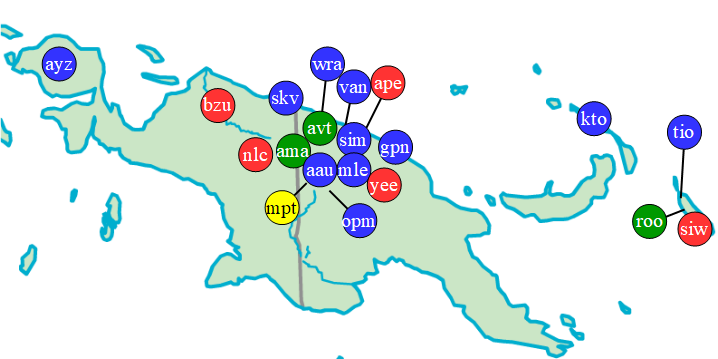 ayz
wra
van
ape
bzu
skv
avt
kto
sim
tio
gpn
ama
nlc
aau
mle
yee
mpt
opm
roo
siw